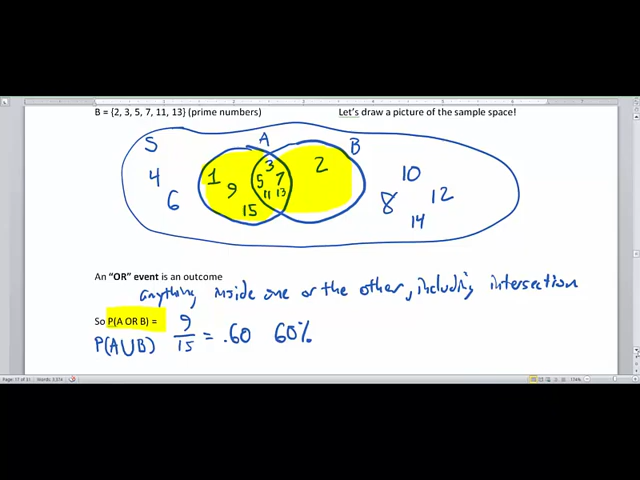 B = {2, 3, 5, 7, 11, 13} (prime numbers) Let's draw a picture of the sample space!
S A B
4 6 1 9 15 3 5 7 11 13 2 8 10 12 14
An "OR" event is an outcome
anything inside one or the other, including intersection
So P(A OR B) = 9/15 = .60 60%
P(A∪B)